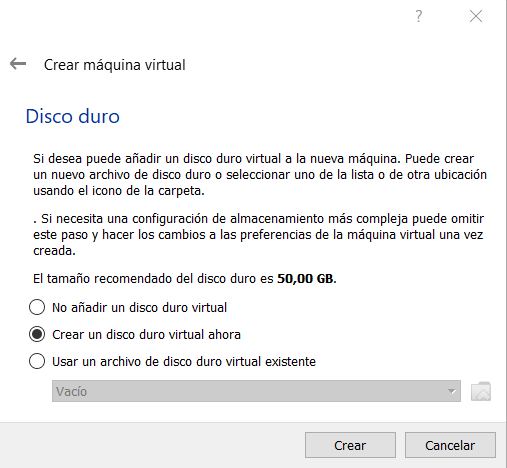 ?
Crear máquina virtual
Disco duro
Si desea puede añadir un disco duro virtual a la nueva máquina. Puede crear
un nuevo archivo de disco duro o seleccionar uno de la lista o de otra ubicación
usando el icono de la carpeta.
. Si necesita una configuración de almacenamiento más compleja puede omitir
este paso y hacer los cambios a las preferencias de la máquina virtual una vez
creada.
El tamaño recomendado del disco duro es 50,00 GB.
No añadir un disco duro virtual
Crear un disco duro virtual ahora
Usar un archivo de disco duro virtual existente
Vacío
Crear Cancelar